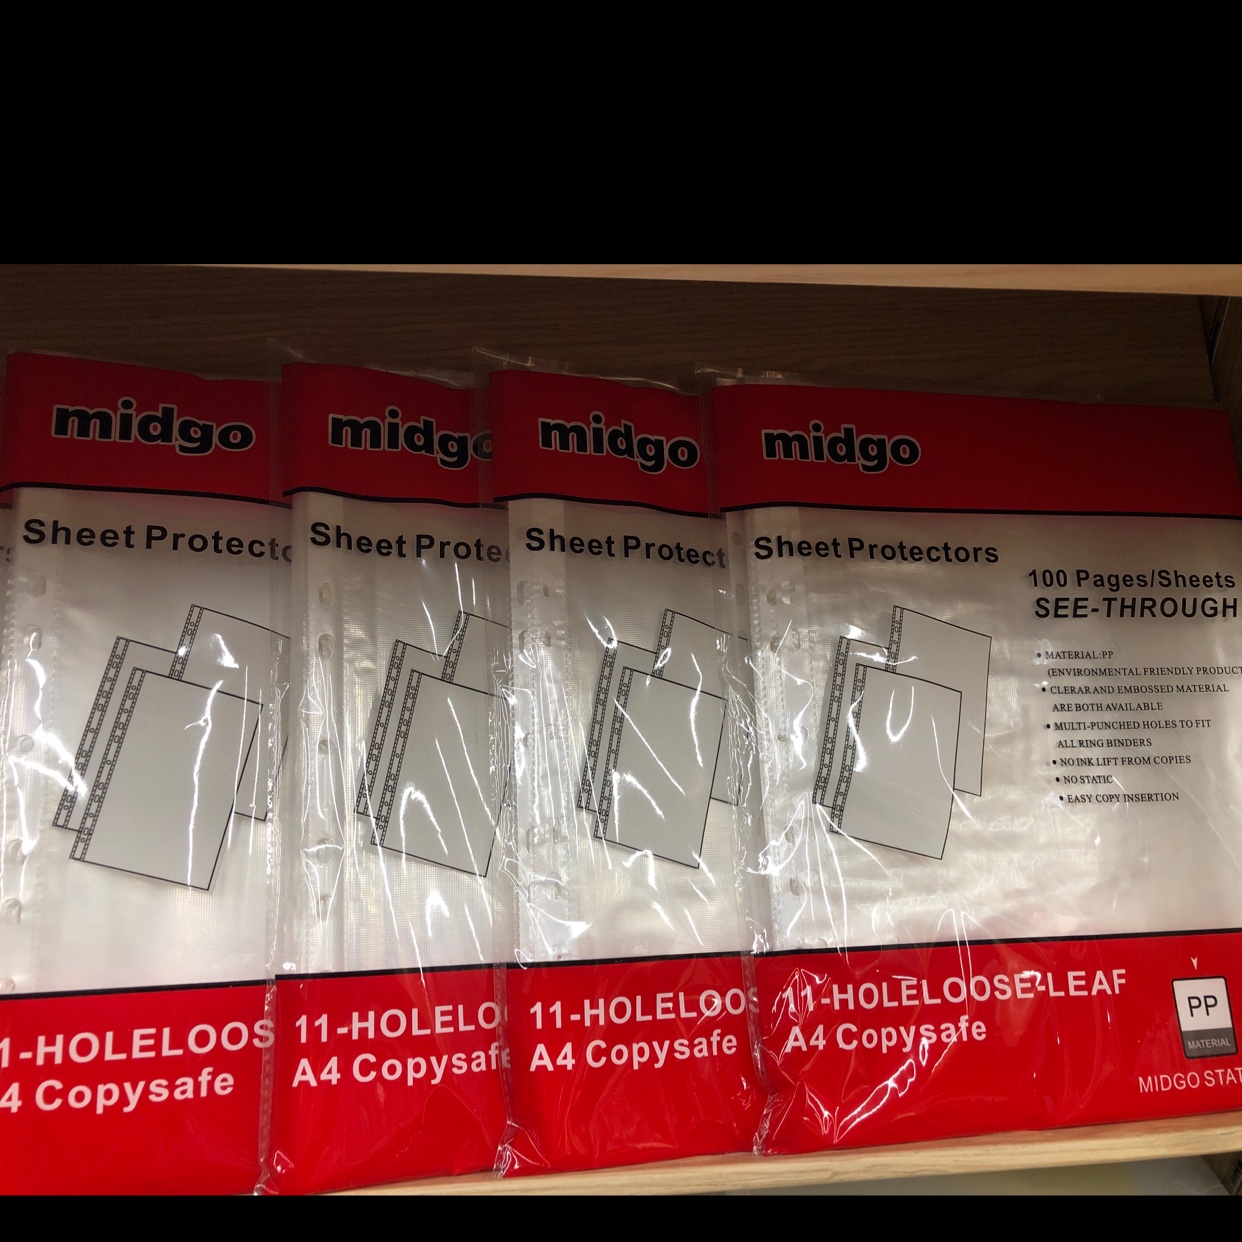 midgo
Sheet Protecto
1-HOLELOOS
4 Copysafe
midgo
Sheet Prote
11-HOLELO
A4 Copysafe
midgo
Sheet Protect
11-HOLELOOS
A4 Copysafe
midgo
Sheet Protectors
100 Pages/Sheets
SEE-THROUGH
• MATERIAL:PP
(ENVIRONMENTAL FRIENDLY PRODUCT
• CLERAR AND EMBOSSED MATERIAL
ARE BOTH AVAILABLE
• MULTI-PUNCHED HOLES TO FIT
ALL RING BINDERS
• NO INK LIFT FROM COPIES
• NO STATIC
• EASY COPY INSERTION
11-HOLELOOSE-LEAF
A4 Copysafe
PP
MATERIAL
MIDGO STAT